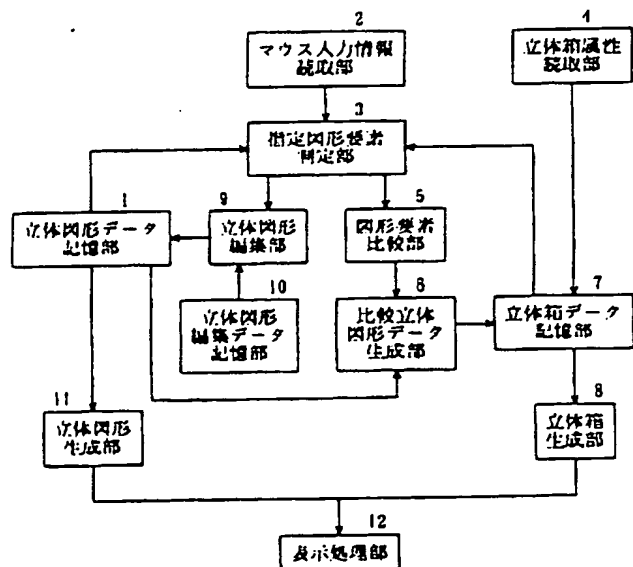 2
マウス入力情報
読取部
4
立体箱属性
読取部
3
指定図形要素
判定部
1
立体図形データ
記憶部
9
立体図形
編集部
5
図形要素
比較部
10
立体図形
編集データ
記憶部
6
比較立体
図形データ
生成部
7
立体箱データ
記憶部
11
立体図形
生成部
8
立体箱
生成部
12
表示処理部